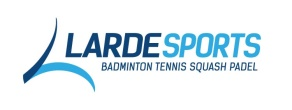 LARDESPORTS
BADMINTON TENNIS SQUASH PADEL